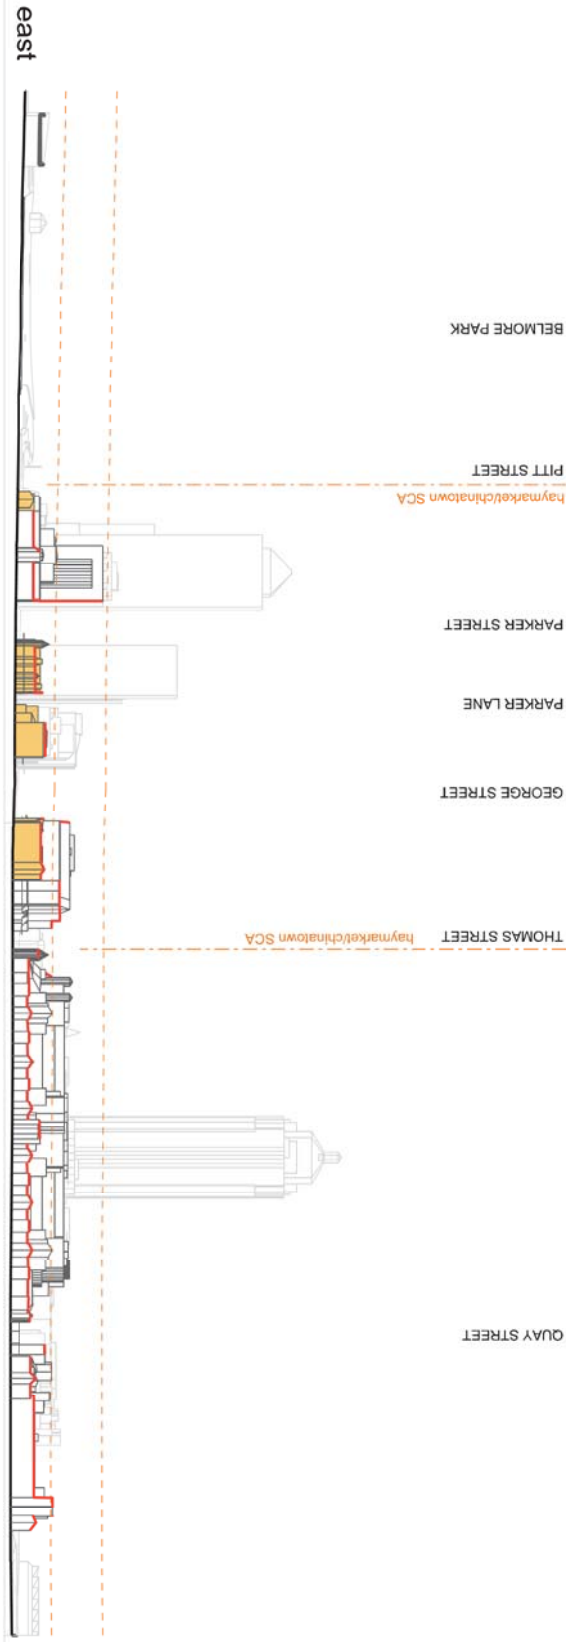 east
BELMORE PARK
PITT STREET
haymarket/chinatown SCA
PARKER STREET
PARKER LANE
GEORGE STREET
THOMAS STREET
haymarket/chinatown SCA
QUAY STREET